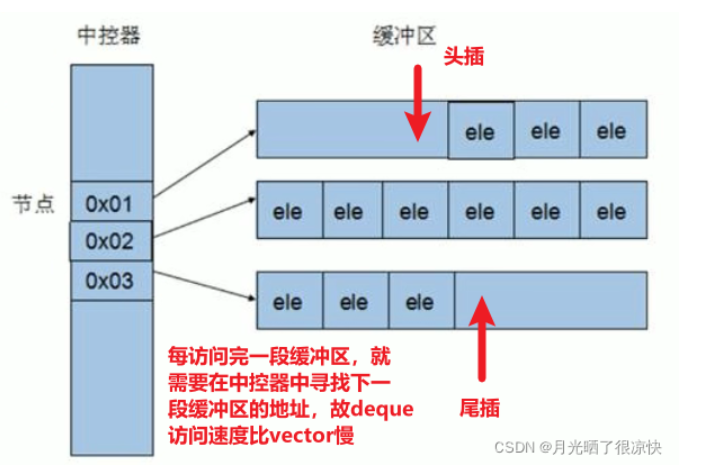 中控器
缓冲区
头插
ele ele ele
节点
0x01
ele ele ele ele ele ele
0x02
0x03
ele ele ele
每访问完一段缓冲区，就
需要在中控器中寻找下一
段缓冲区的地址，故deque
访问速度比vector慢
尾插
CSDN @月光晒了很凉快